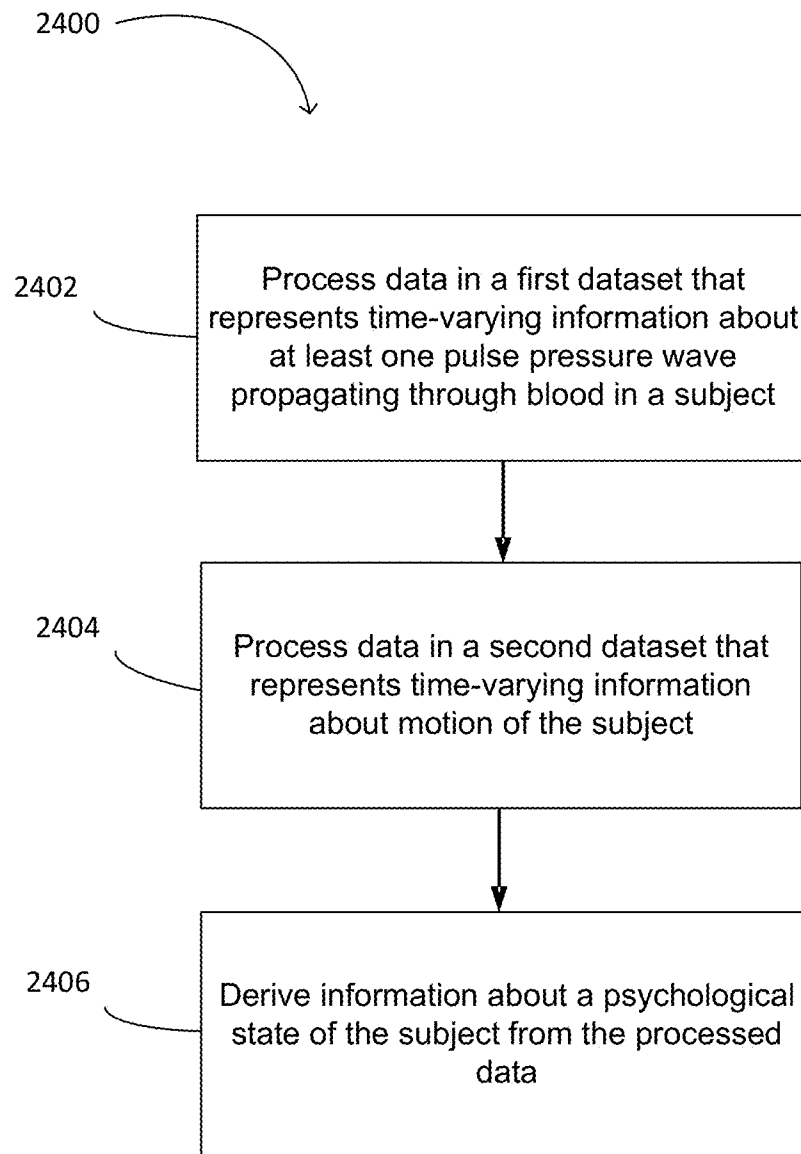 2400
2402
Process data in a first dataset that
represents time-varying information about
at least one pulse pressure wave
propagating through blood in a subject
2404
Process data in a second dataset that
represents time-varying information
about motion of the subject
2406
Derive information about a psychological
state of the subject from the processed
data